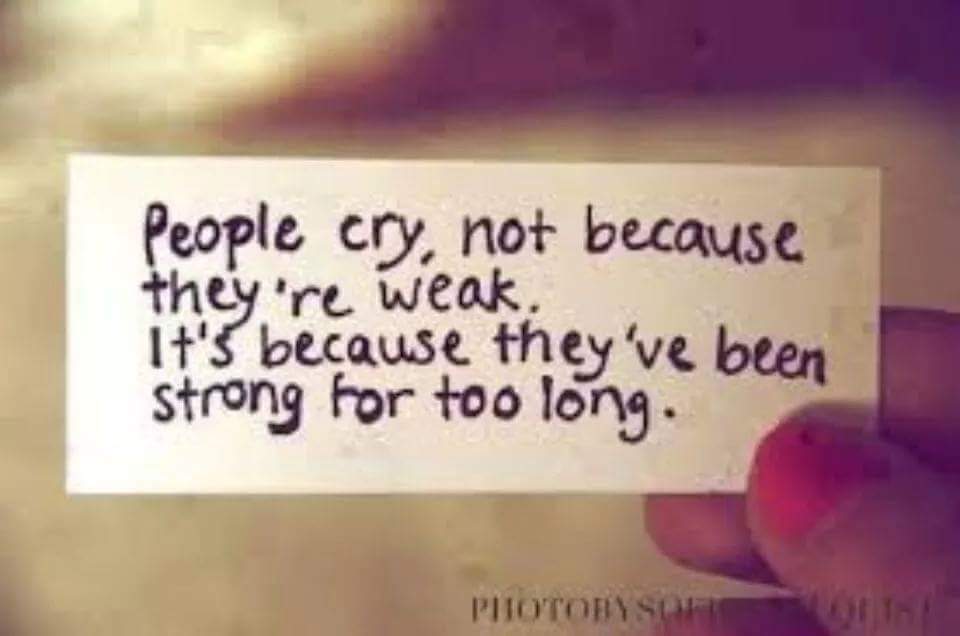 People cry, not because
they're weak.
It's because they've been
strong for too long.